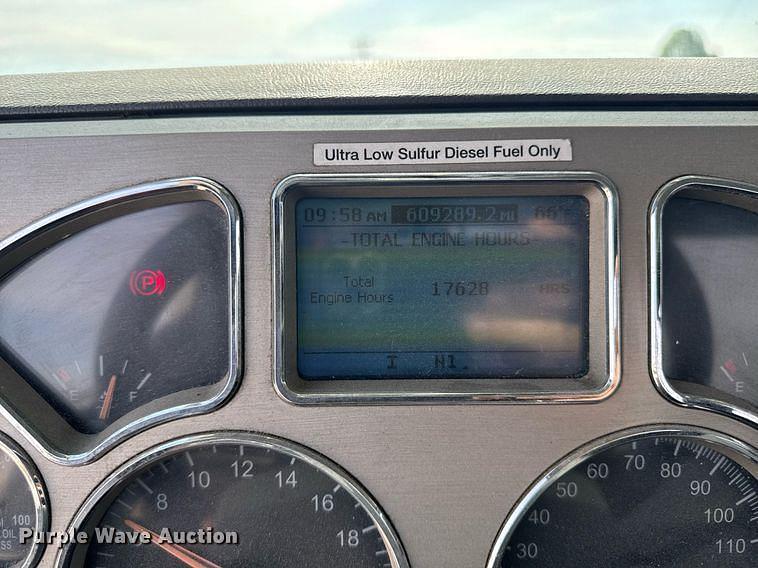 Ultra Low Sulfur Diesel Fuel Only
09:58 AM 609289.2 MI 66°F
-TOTAL ENGINE HOURS-
Total
Engine Hours 17628 HRS
I N1
P
E F
E
8 10 12 14 16 18
30 50 60 70 80 90 100 110
100
OIL
Purple Wave Auction